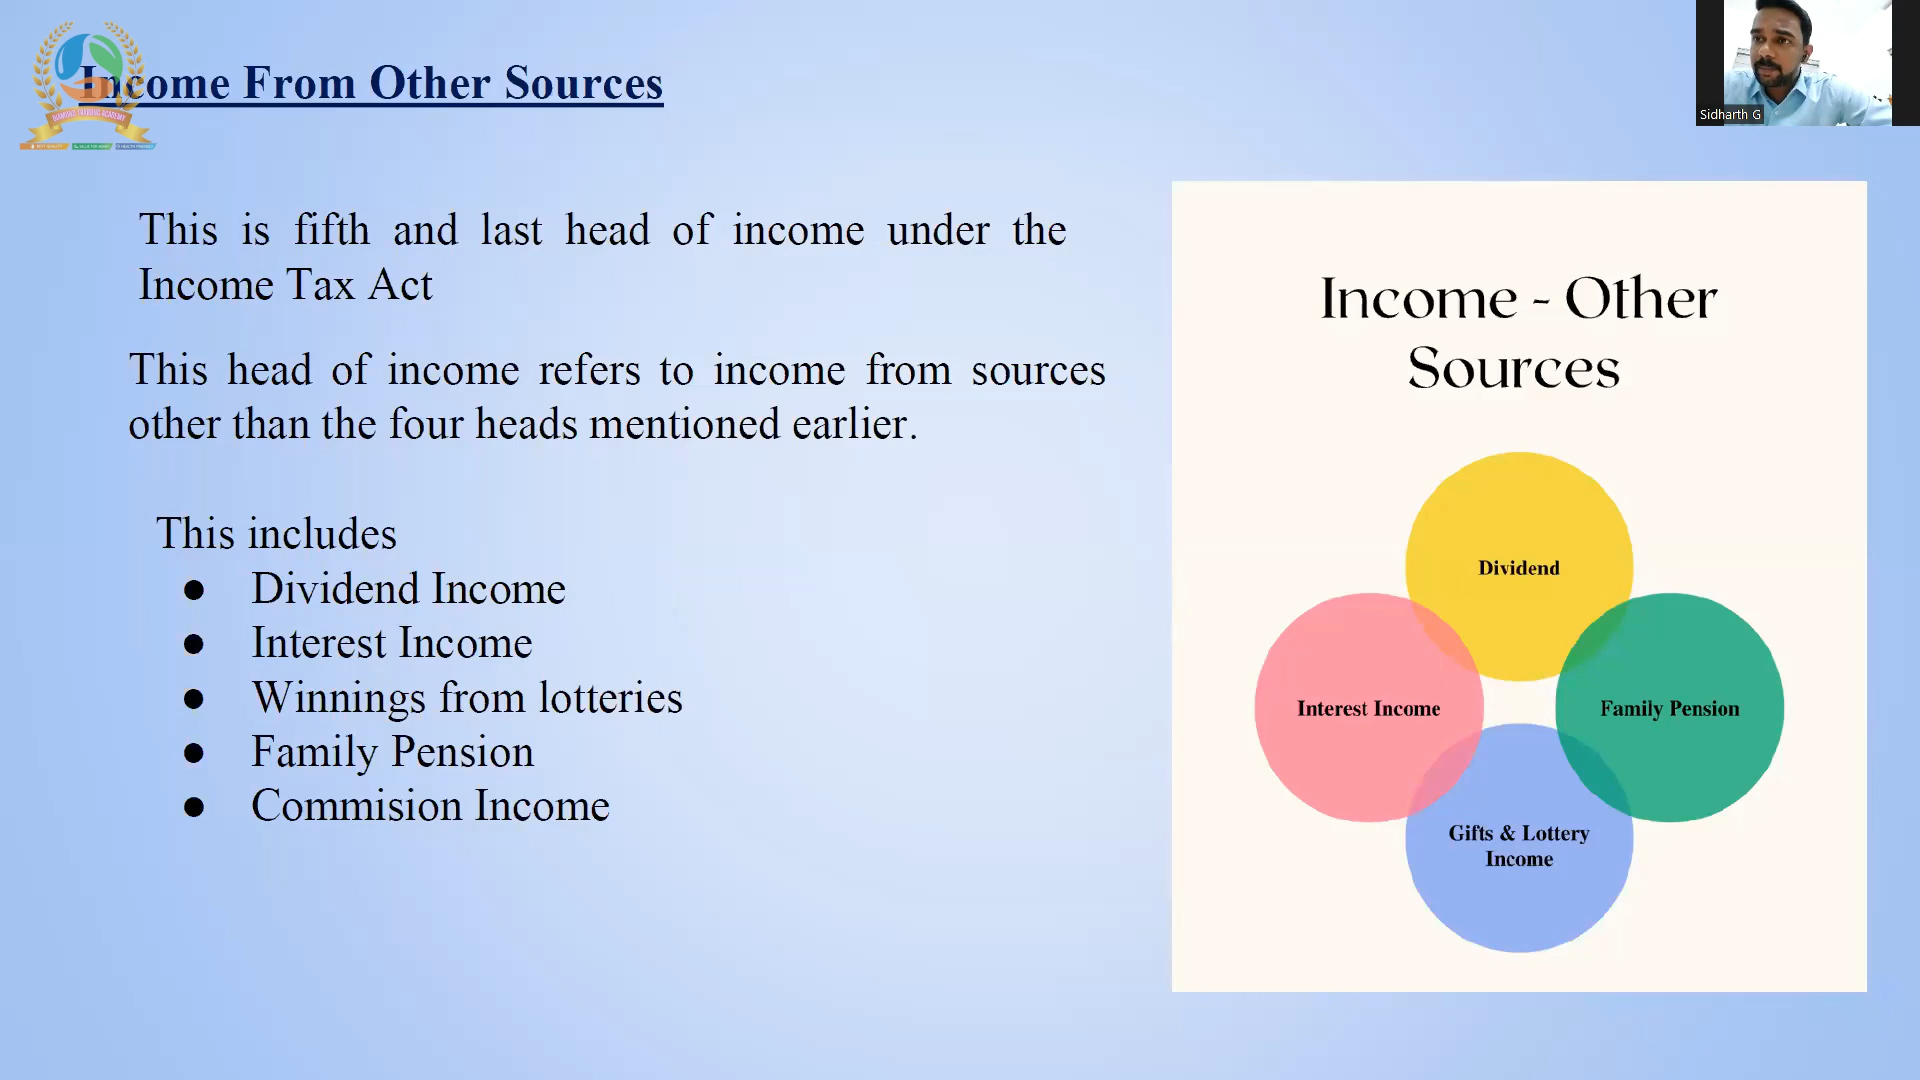 Income From Other Sources
DIAMOND TRAINING ACADEMY
Sidharth G
This is fifth and last head of income under the
Income Tax Act
This head of income refers to income from sources
other than the four heads mentioned earlier.
This includes
● Dividend Income
● Interest Income
● Winnings from lotteries
● Family Pension
● Commision Income
Income - Other
Sources
Dividend
Interest Income
Family Pension
Gifts & Lottery
Income